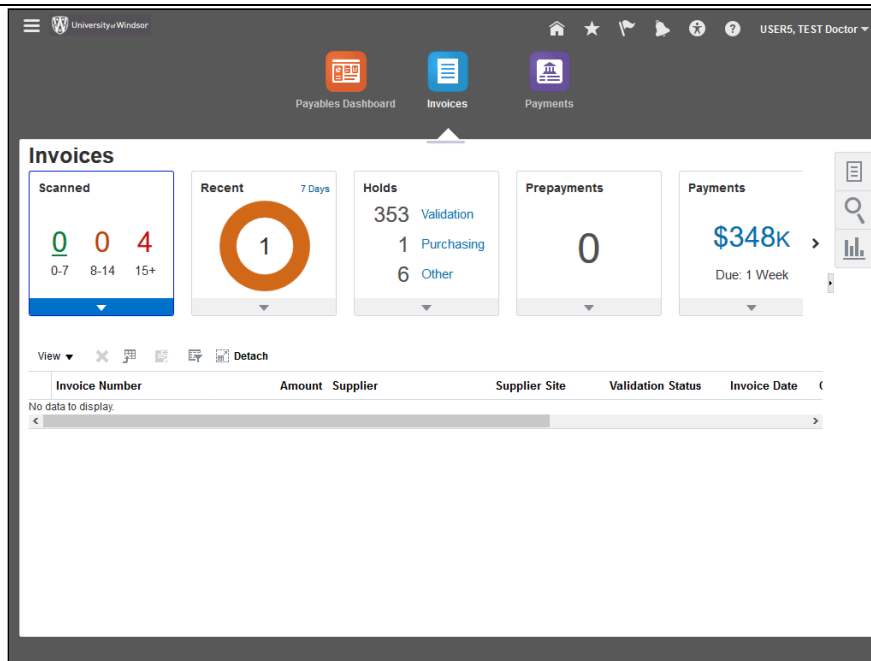 University of Windsor
USER5, TEST Doctor
Payables Dashboard
Invoices
Payments
Invoices
Scanned
0 0 4
0-7 8-14 15+
Recent 7 Days
1
Holds
353 Validation
1 Purchasing
6 Other
Prepayments
0
Payments
$348K
Due: 1 Week
View Detach
Invoice Number Amount Supplier Supplier Site Validation Status Invoice Date
No data to display.